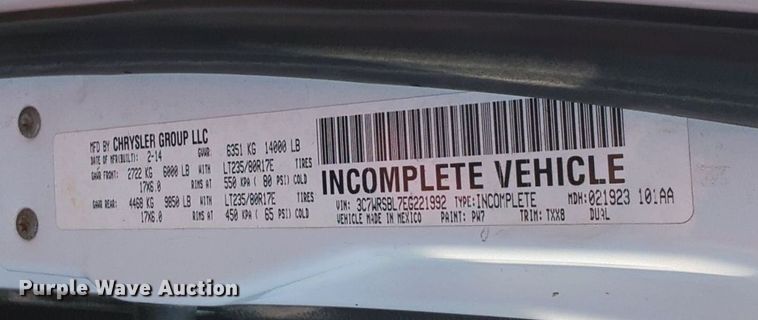 MFD BY CHRYSLER GROUP LLC
DATE OF MFR(BUILT): 2-14 GVWR: 6351 KG 14000 LB
GAWR FRONT: 2722 KG 6000 LB WITH LT235/80R17E TIRES
17X6.0 RIMS AT 550 KPA ( 80 PSI) COLD
GAWR REAR: 4468 KG 9850 LB WITH LT235/80R17E TIRES
17X6.0 RIMS AT 450 KPA ( 65 PSI) COLD
INCOMPLETE VEHICLE
VIN: 3C7WRSBL7EG221992 TYPE: INCOMPLETE MDH: 021923 101AA
VEHICLE MADE IN MEXICO PAINT: PW7 TRIM: TXX8 DUAL
Purple Wave Auction